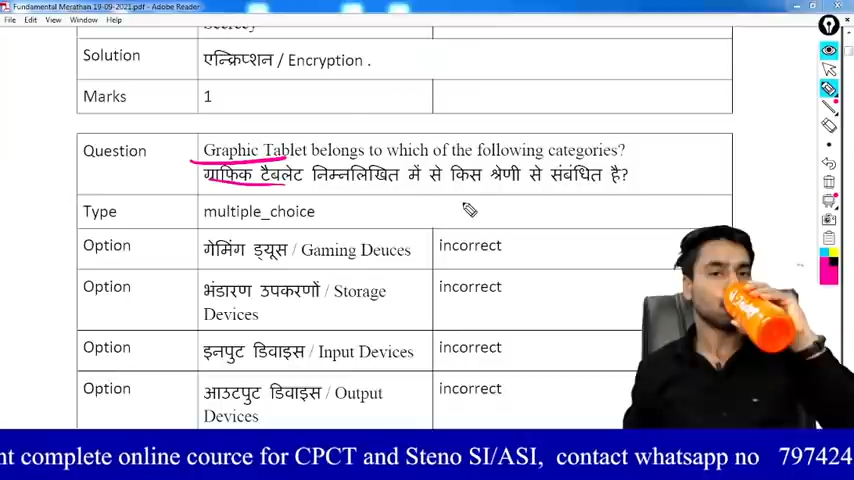 Fundamental Merathan 19-09-2021.pdf - Adobe Reader
File Edit View Window Help
Solution एन्क्रिप्शन / Encryption .
Marks 1
Question Graphic Tablet belongs to which of the following categories?
ग्राफिक टैबलेट निम्नलिखित में से किस श्रेणी से संबंधित है?
Type multiple_choice
Option गेमिंग ड्यूस / Gaming Deuces incorrect
Option भंडारण उपकरणों / Storage incorrect
Devices
Option इनपुट डिवाइस / Input Devices incorrect
Option आउटपुट डिवाइस / Output incorrect
Devices
nt complete online cource for CPCT and Steno SI/ASI, contact whatsapp no 797424